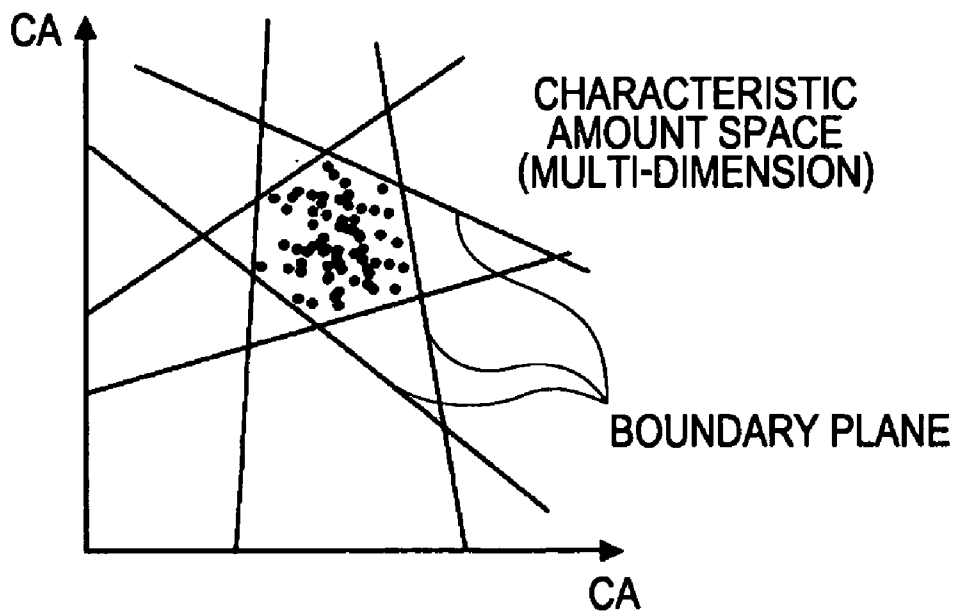 CA
CHARACTERISTIC
AMOUNT SPACE
(MULTI-DIMENSION)
BOUNDARY PLANE
CA